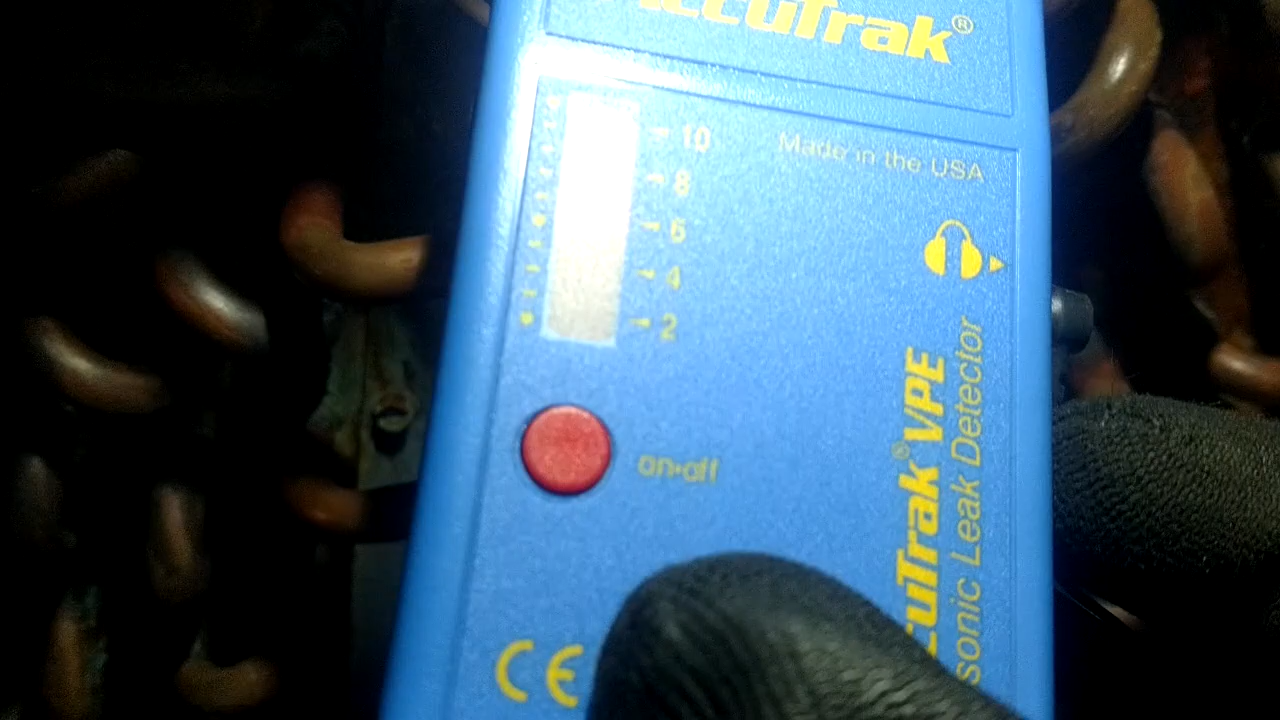 AccuTrak®
10
8
6
4
2
Made in the USA
on•off
CE
AccuTrak® VPE
sonic Leak Detector